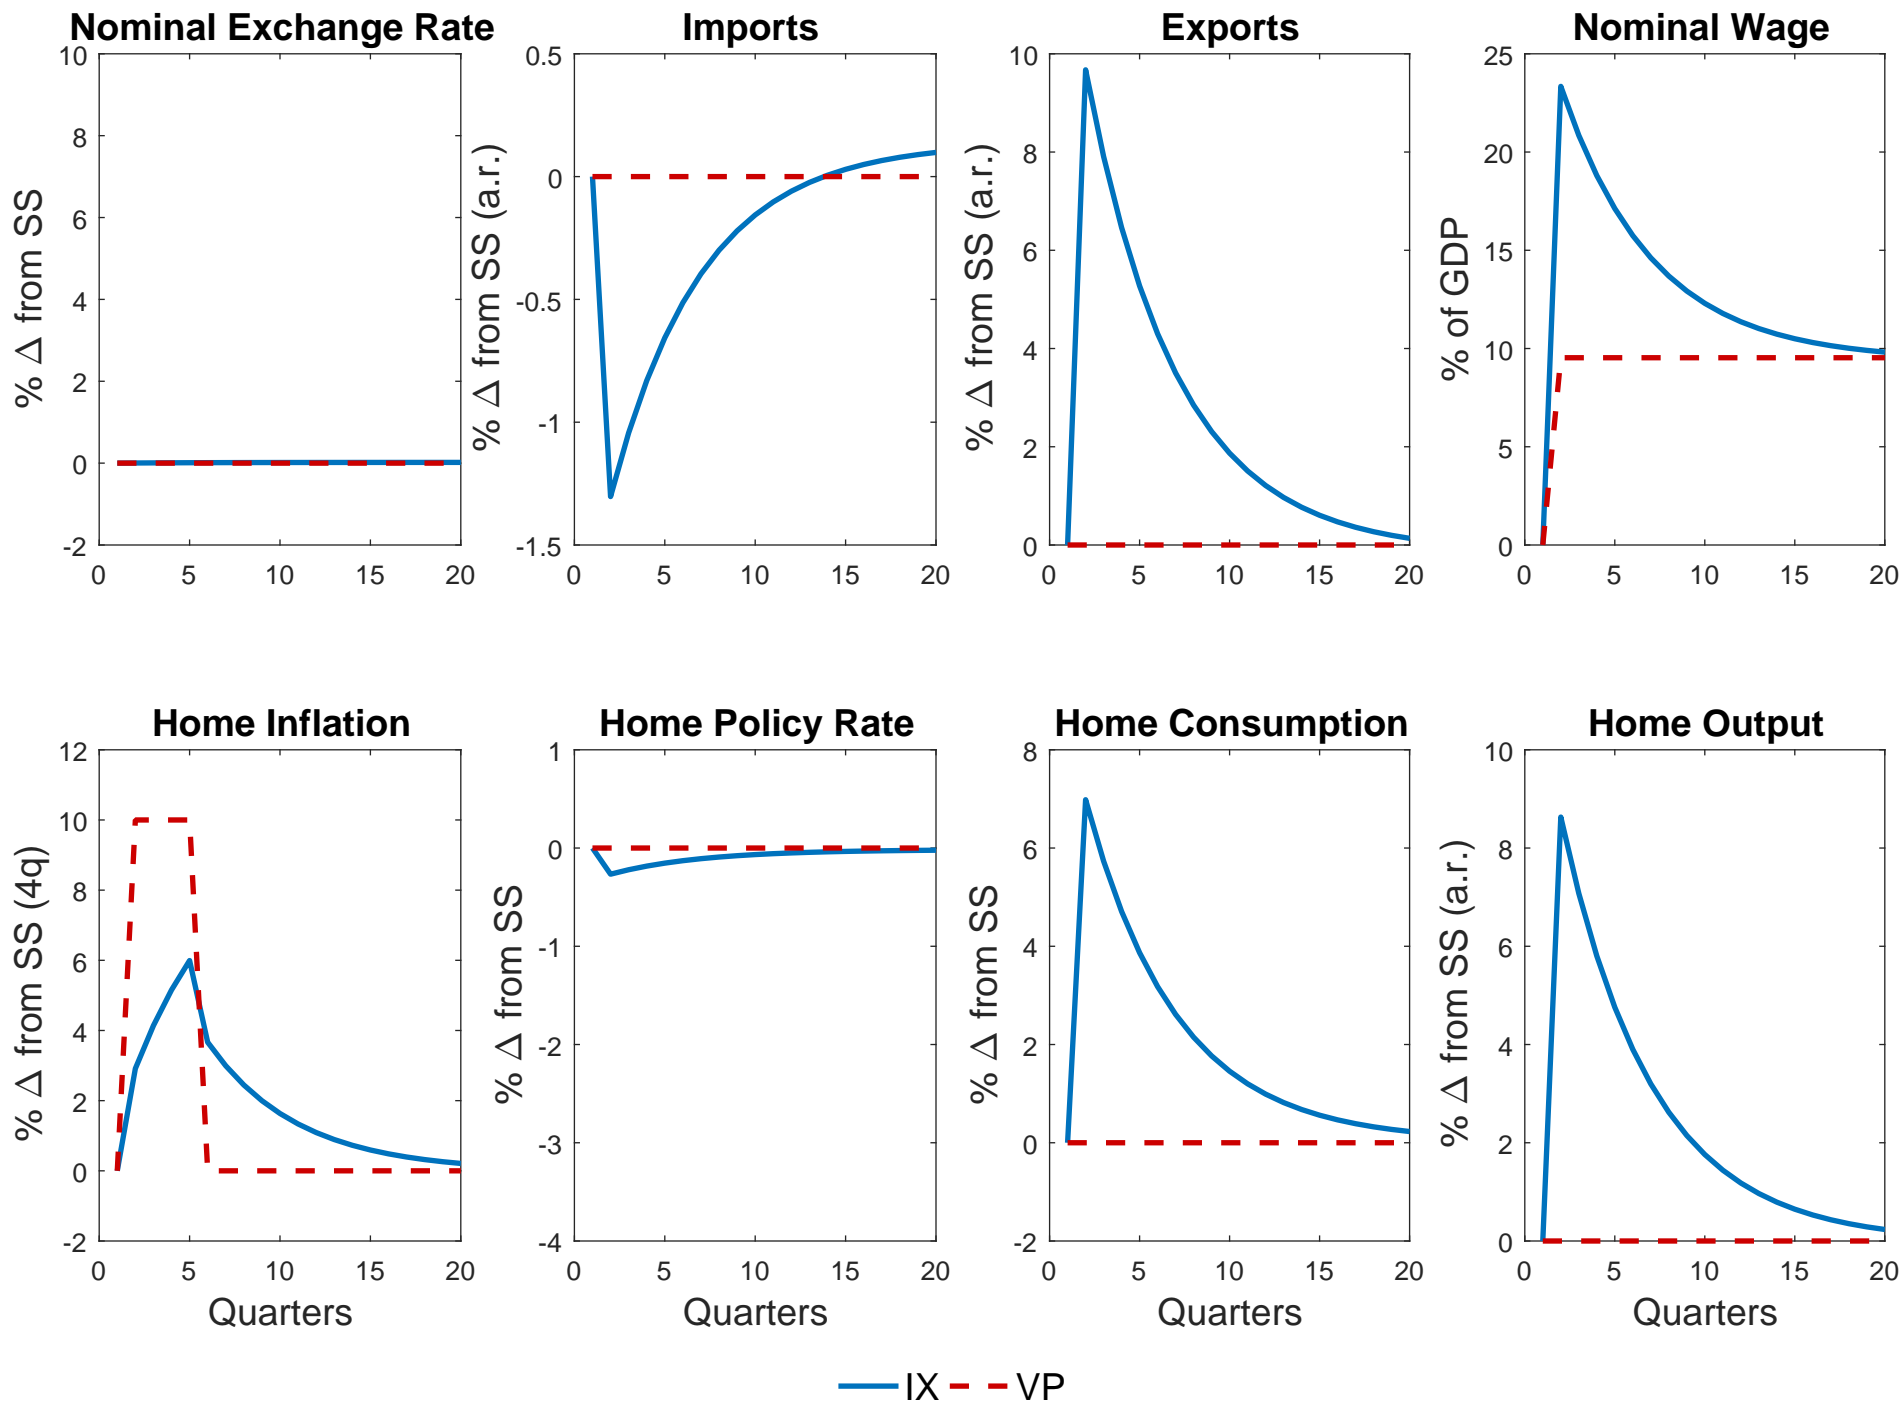 Nominal Exchange Rate
% Δ from SS
10
8
6
4
2
0
-2
0 5 10 15 20
Imports
% Δ from SS (a.r.)
0.5
0
-0.5
-1
-1.5
0 5 10 15 20
Exports
% Δ from SS (a.r.)
10
8
6
4
2
0
0 5 10 15 20
Nominal Wage
% of GDP
25
20
15
10
5
0
0 5 10 15 20
Home Inflation
% Δ from SS (4q)
12
10
8
6
4
2
0
-2
0 5 10 15 20
Quarters
Home Policy Rate
% Δ from SS
1
0
-1
-2
-3
-4
0 5 10 15 20
Home Consumption
% Δ from SS
8
6
4
2
0
-2
0 5 10 15 20
Quarters
Home Output
% Δ from SS (a.r.)
10
8
6
4
2
0
0 5 10 15 20
Quarters
IX VP